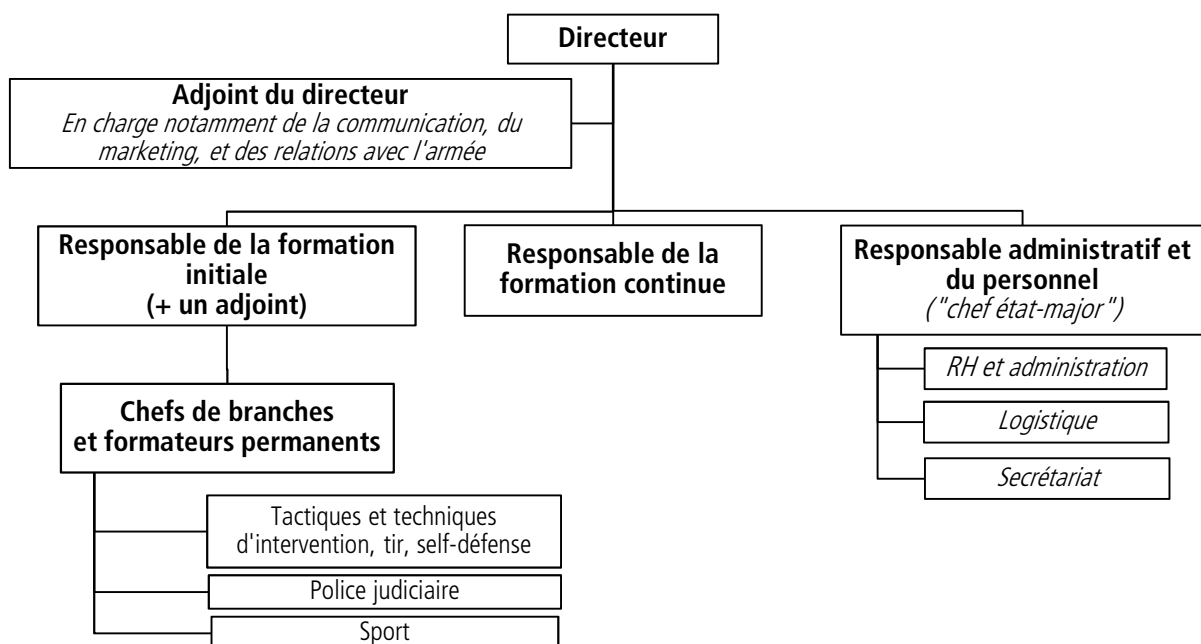 Directeur
Adjoint du directeur
En charge notamment de la communication, du
marketing, et des relations avec l'armée
Responsable de la formation
initiale
(+ un adjoint)
Responsable de la
formation continue
Responsable administratif et
du personnel
("chef état-major")
RH et administration
Logistique
Secrétariat
Chefs de branches
et formateurs permanents
Tactiques et techniques
d'intervention, tir, self-défense
Police judiciaire
Sport